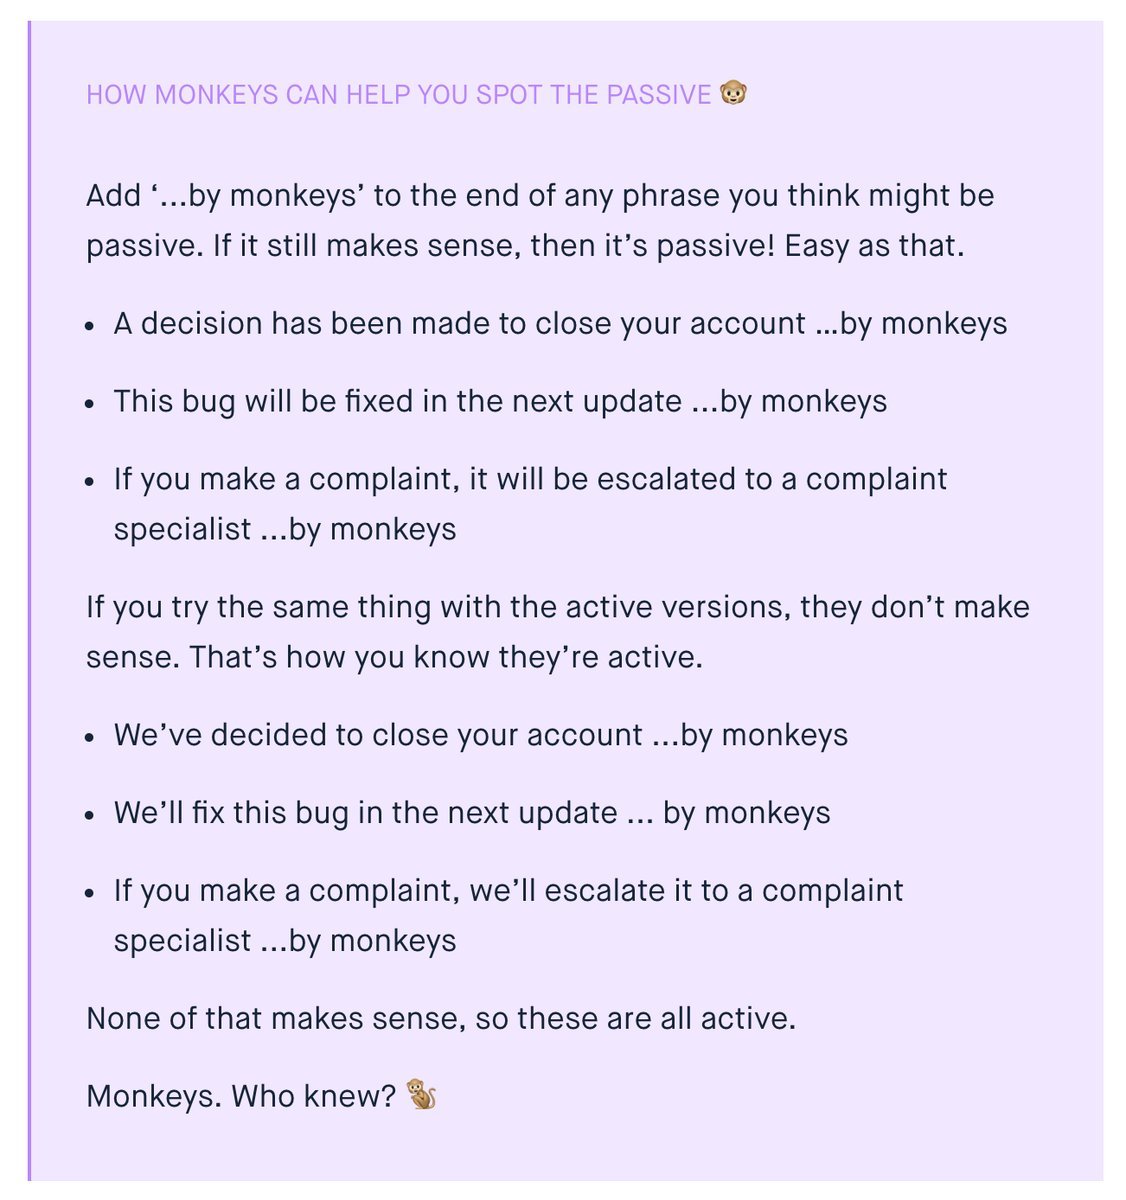 HOW MONKEYS CAN HELP YOU SPOT THE PASSIVE 🐵
Add ‘...by monkeys’ to the end of any phrase you think might be
passive. If it still makes sense, then it’s passive! Easy as that.
• A decision has been made to close your account ...by monkeys
• This bug will be fixed in the next update ...by monkeys
• If you make a complaint, it will be escalated to a complaint
specialist ...by monkeys
If you try the same thing with the active versions, they don’t make
sense. That’s how you know they’re active.
• We’ve decided to close your account ...by monkeys
• We’ll fix this bug in the next update ... by monkeys
• If you make a complaint, we’ll escalate it to a complaint
specialist ...by monkeys
None of that makes sense, so these are all active.
Monkeys. Who knew? 🐒